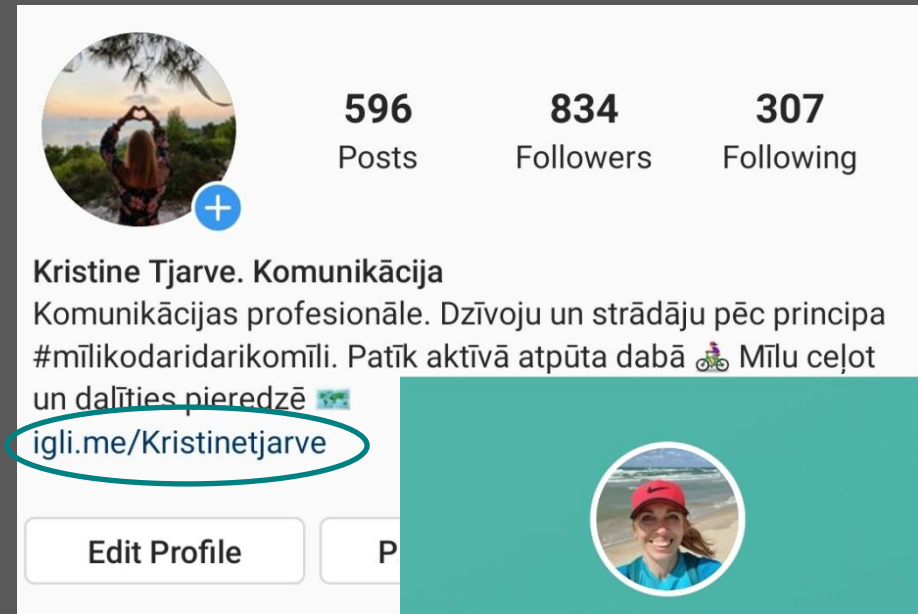 596 834 307
Posts Followers Following
Kristine Tjarve. Komunikācija
Komunikācijas profesionāle. Dzīvoju un strādāju pēc principa
#mīlikodaridarikomīli. Patīk aktīvā atpūta dabā 🚴‍♀️ Mīlu ceļot
un dalīties pieredzē 🗺️
igli.me/Kristinetjarve
Edit Profile P